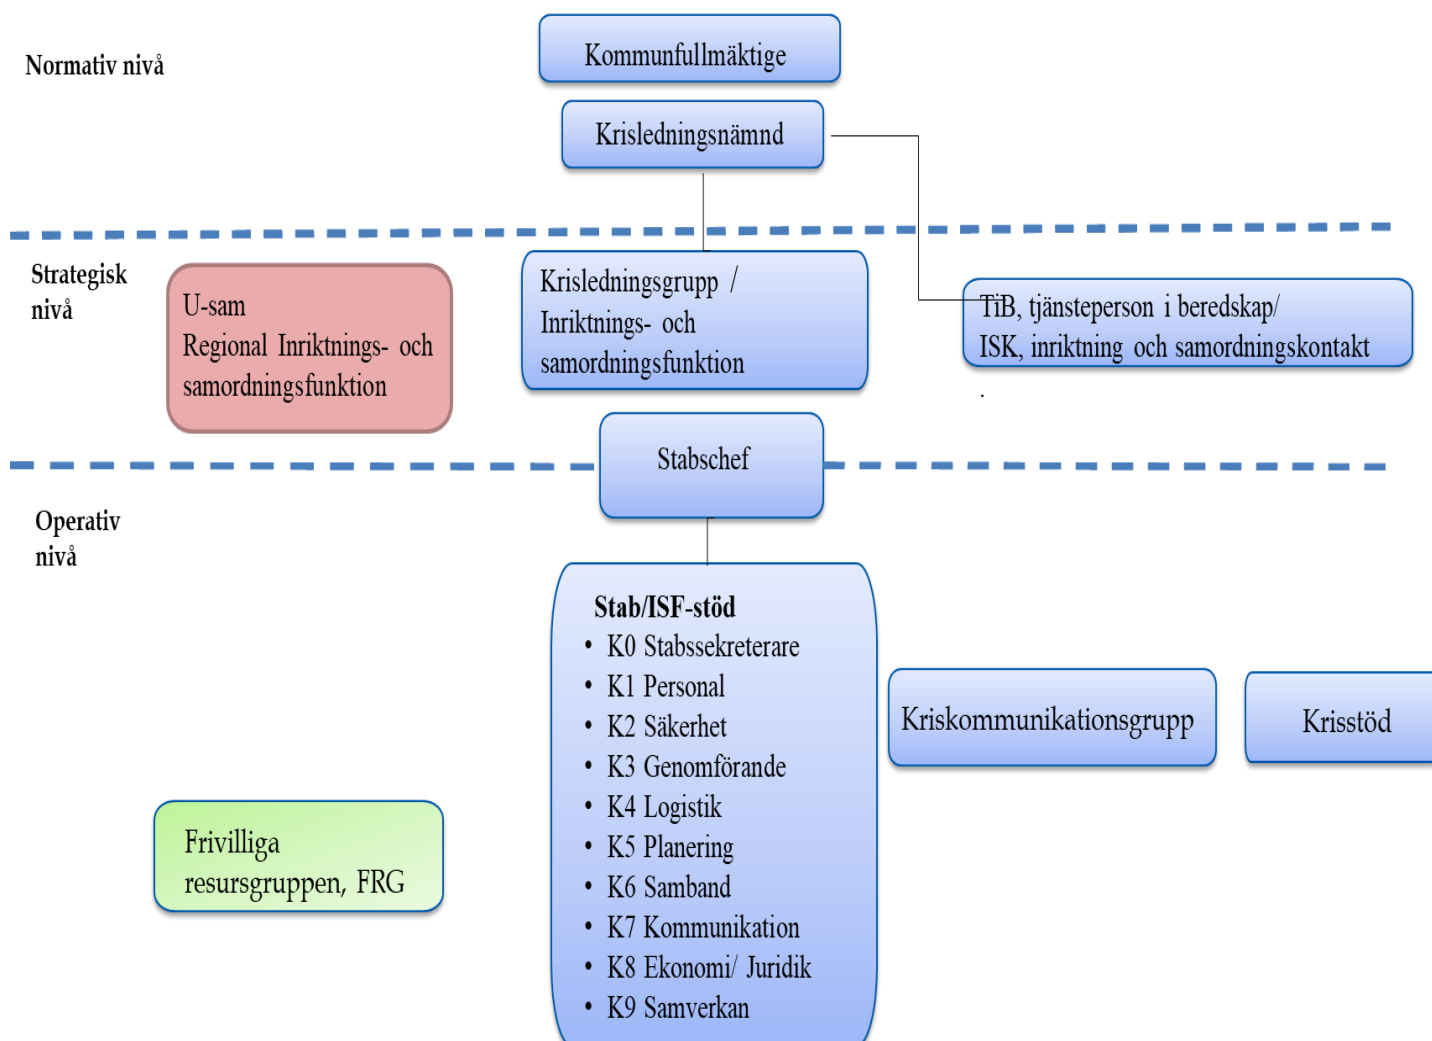 Kommunfullmäktige
Normativ nivå
Krisledningsnämnd
Strategisk
nivå
U-sam
Regional Inriktnings- och
samordningsfunktion
Krisledningsgrupp /
Inriktnings- och
samordningsfunktion
TiB, tjänsteperson i beredskap/
ISK, inriktning och samordningskontakt
.
Stabschef
Operativ
nivå
Stab/ISF-stöd
• K0 Stabssekreterare
• K1 Personal
• K2 Säkerhet
• K3 Genomförande
• K4 Logistik
• K5 Planering
• K6 Samband
• K7 Kommunikation
• K8 Ekonomi/ Juridik
• K9 Samverkan
Kriskommunikationsgrupp
Krisstöd
Frivilliga
resursgruppen, FRG